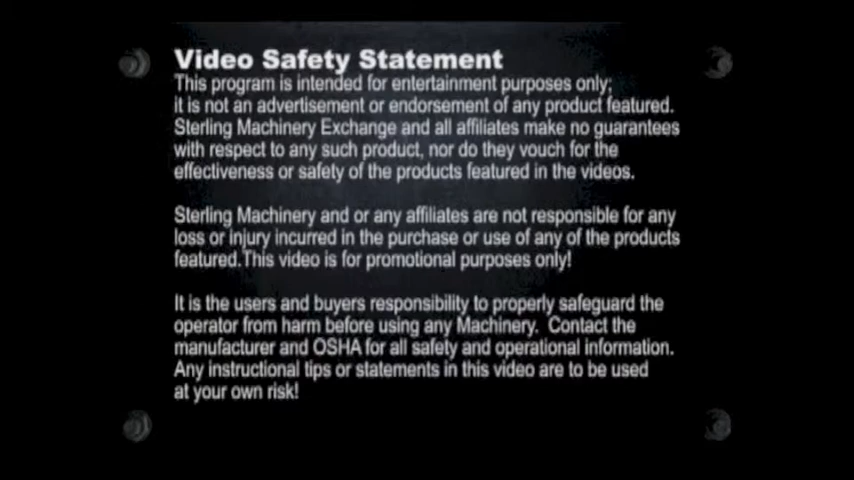 Video Safety Statement
This program is intended for entertainment purposes only;
it is not an advertisement or endorsement of any product featured.
Sterling Machinery Exchange and all affiliates make no guarantees
with respect to any such product, nor do they vouch for the
effectiveness or safety of the products featured in the videos.
Sterling Machinery and or any affiliates are not responsible for any
loss or injury incurred in the purchase or use of any of the products
featured.This video is for promotional purposes only!
It is the users and buyers responsibility to properly safeguard the
operator from harm before using any Machinery. Contact the
manufacturer and OSHA for all safety and operational information.
Any instructional tips or statements in this video are to be used
at your own risk!